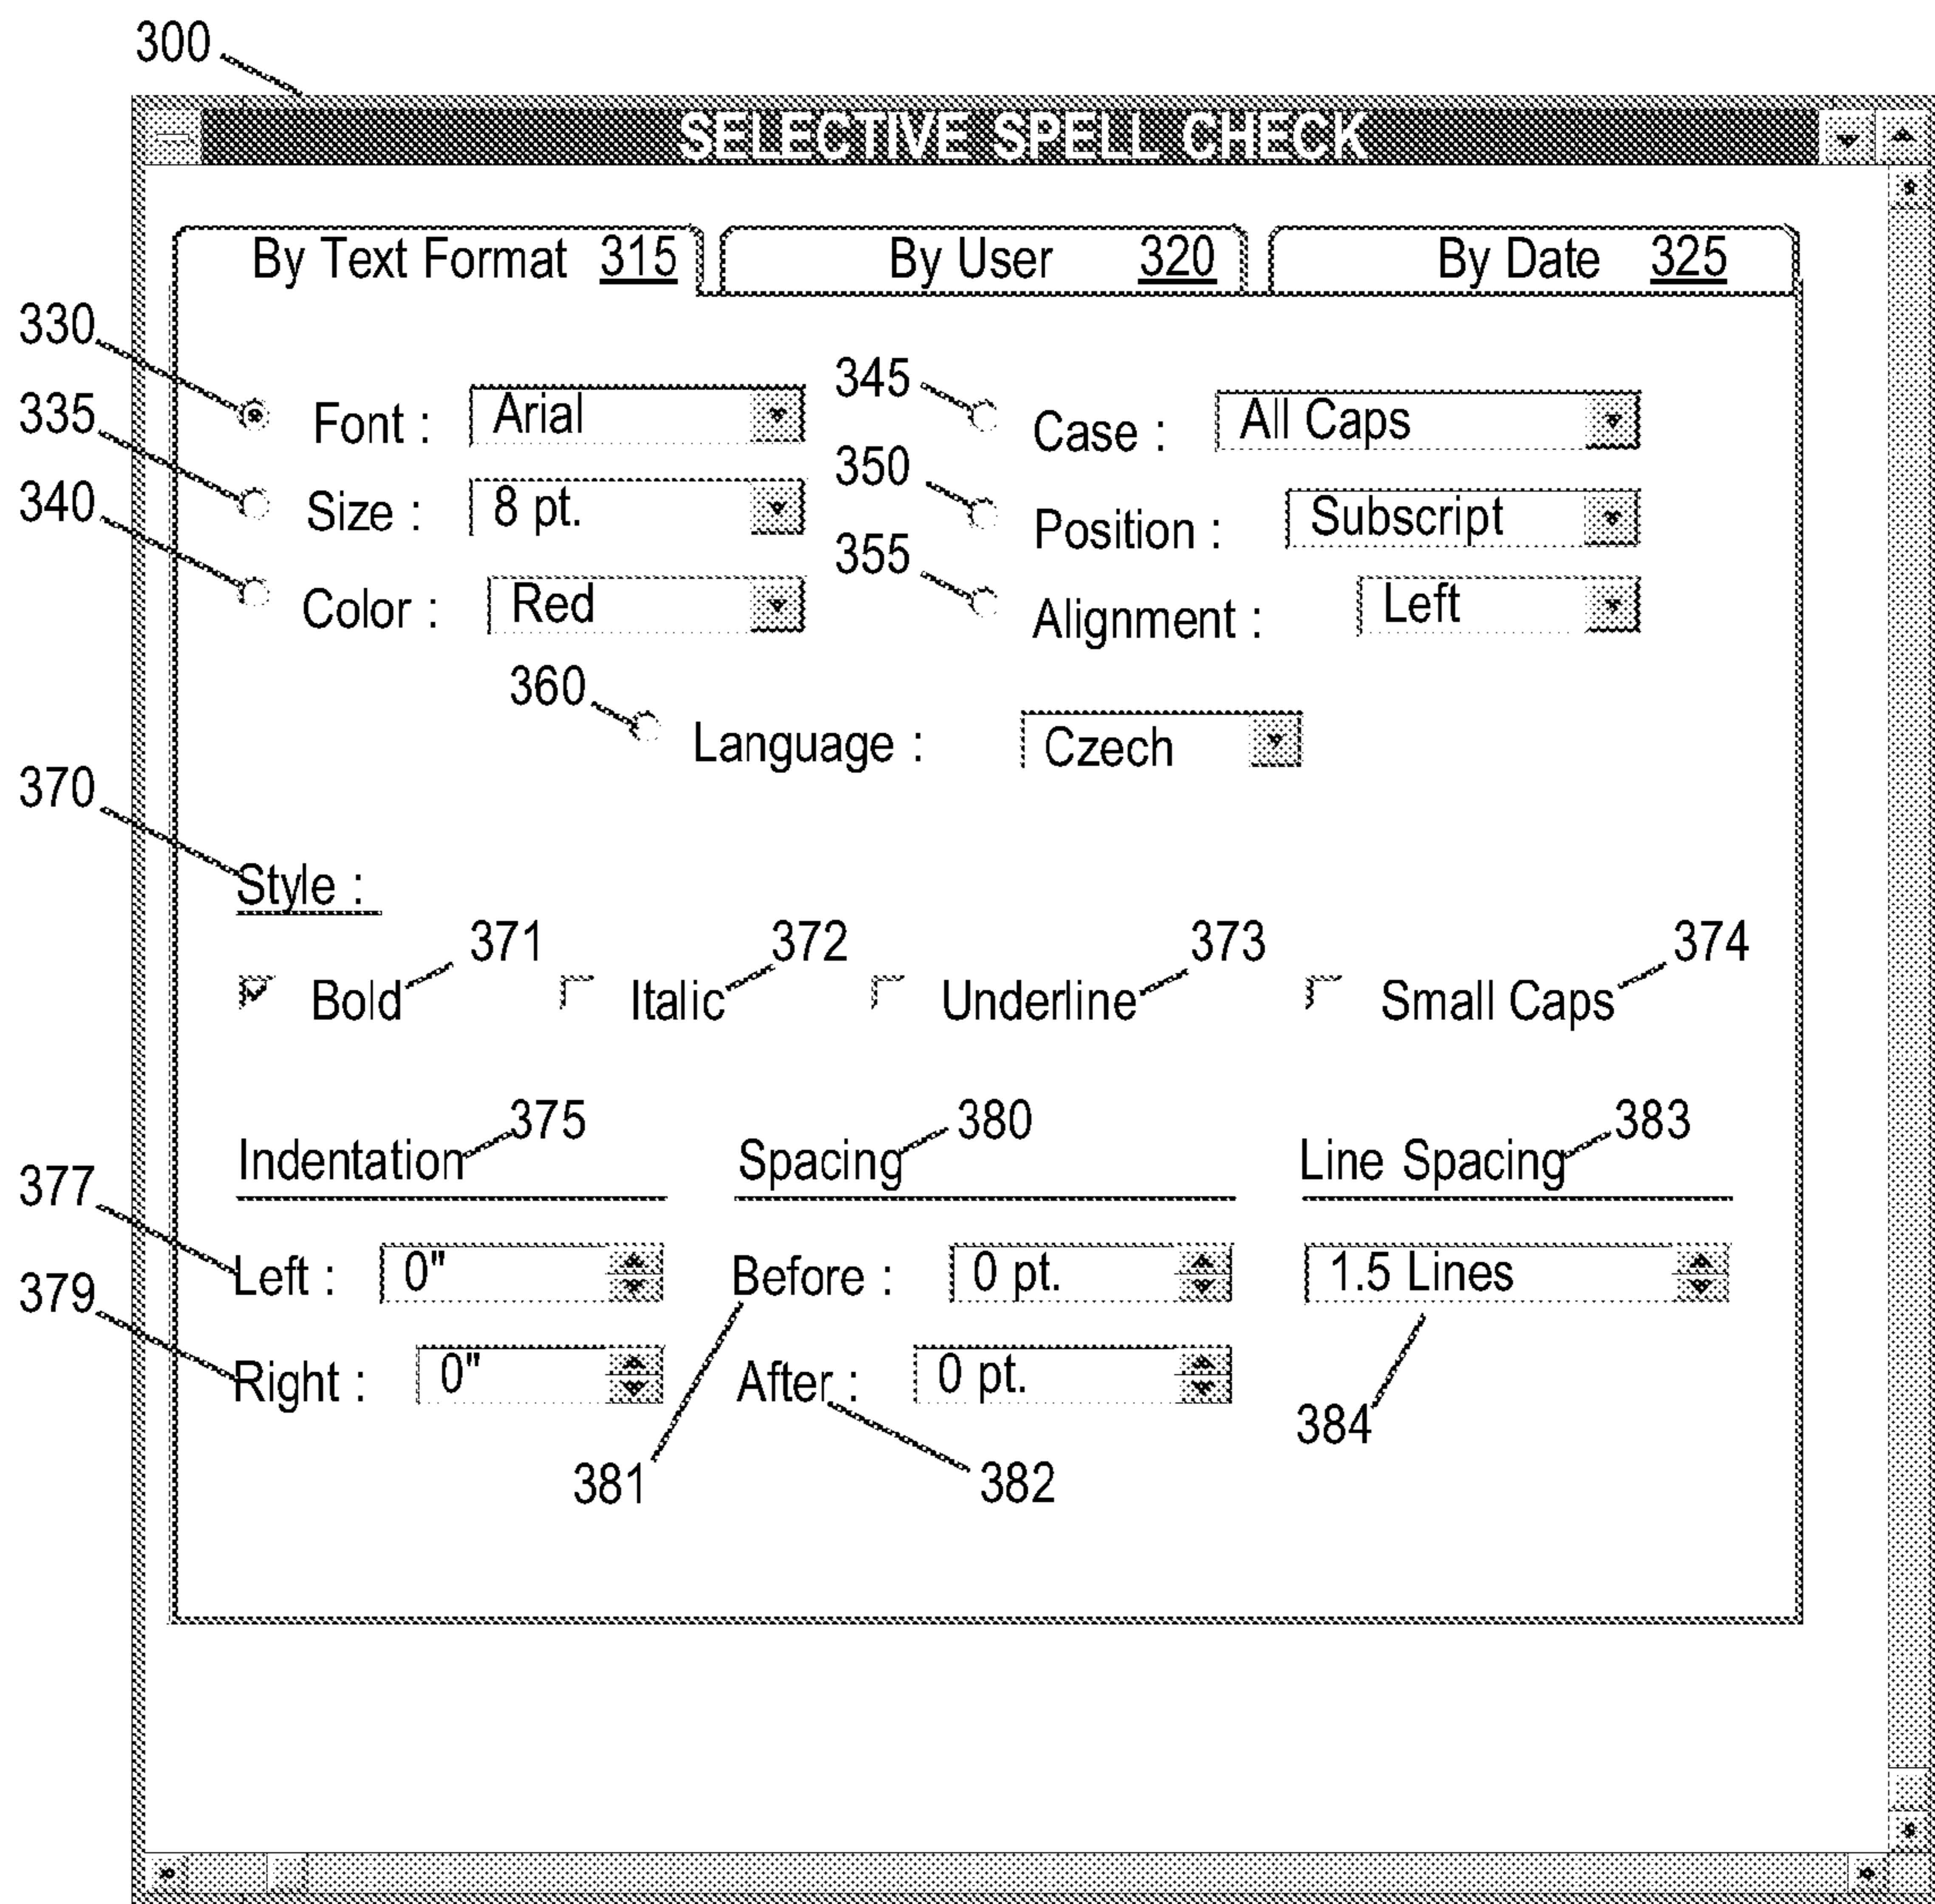 300
SELECTIVE SPELL CHECK
By Text Format 315 By User 320 By Date 325
330 Font : Arial 345 Case : All Caps
335 Size : 8 pt. 350 Position : Subscript
340 Color : Red 355 Alignment : Left
360 Language : Czech
370 Style :
Bold 371 Italic 372 Underline 373 Small Caps 374
Indentation 375 Spacing 380 Line Spacing 383
377 Left : 0" Before : 0 pt. 1.5 Lines
379 Right : 0" After : 0 pt. 384
381 382